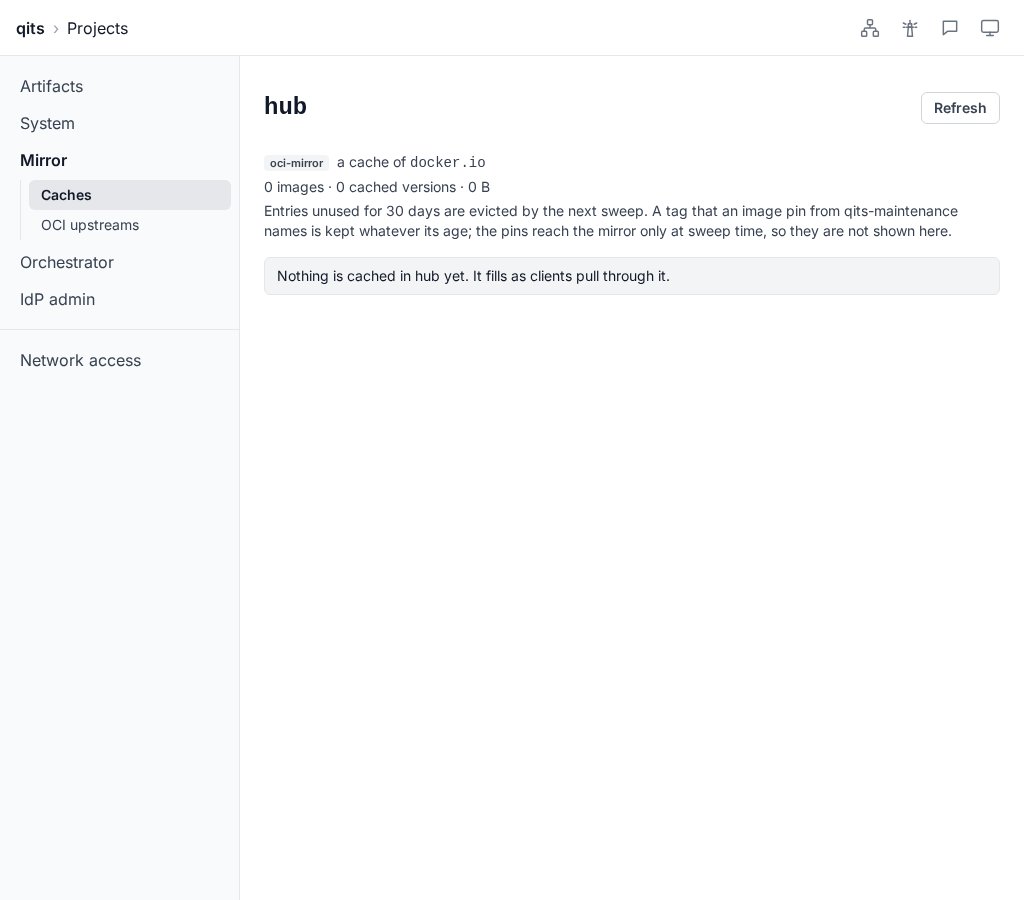 qits › Projects
Artifacts
System
Mirror
Caches
OCI upstreams
Orchestrator
IdP admin
Network access
hub
Refresh
oci-mirror a cache of docker.io
0 images · 0 cached versions · 0 B
Entries unused for 30 days are evicted by the next sweep. A tag that an image pin from qits-maintenance
names is kept whatever its age; the pins reach the mirror only at sweep time, so they are not shown here.
Nothing is cached in hub yet. It fills as clients pull through it.